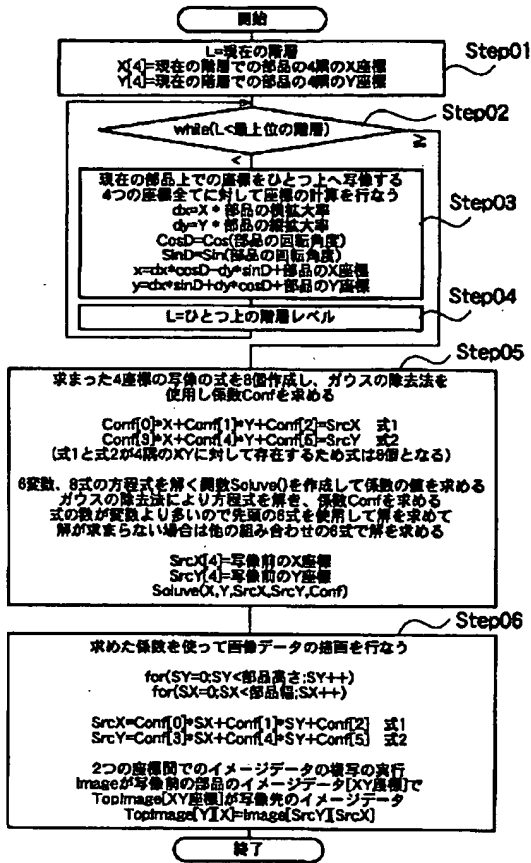 開始
L=現在の階層
X[4]=現在の階層での部品の4隅のX座標
Y[4]=現在の階層での部品の4隅のY座標
Step01
Step02
while(L<最上位の階層)
現在の部品上での座標をひとつ上へ写像する
4つの座標全てに対して座標の計算を行なう
dx=X * 部品の横拡大率
dy=Y * 部品の縦拡大率
CosD=Cos(部品の回転角度)
SinD=Sin (部品の回転角度)
x=dx*cosD-dy*sinD+部品のX座標
y=dx*sinD+dy*cosD+部品のY座標
Step03
L=ひとつ上の階層レベル
Step04
Step05
求まった4座標の写像の式を8個作成し、ガウスの除去法を
使用し係数Confを求める
Conf[0]*X+Conf[1]*Y+Conf[2]=SrcX 式1
Conf[3]*X+Conf[4]*Y+Conf[5]=SrcY 式2
(式1と式2が4隅のXYに対して存在するため式は8個となる)
6変数、8式の方程式を解く関数Soluve()を作成して係数の値を求める
ガウスの除去法により方程式を解き、係数Confを求める
式の数が変数より多いので先頭の6式を使用して解を求めて
解が求まらない場合は他の組み合わせの6式で解を求める
SrcX[4]=写像前のX座標
SrcY[4]=写像前のY座標
Soluve(X,Y,SrcX,SrcY,Conf)
Step06
求めた係数を使って画像データの描画を行なう
for(SY=0;SY<部品高さ;SY++)
for(SX=0;SX<部品幅;SX++)
SrcX=Conf[0]*SX+Conf[1]*SY+Conf[2] 式1
SrcY=Conf[3]*SX+Conf[4]*SY+Conf[5] 式2
2つの座標間でのイメージデータの複写の実行
Imageが写像前の部品のイメージデータ[XY座標]で
TopImage[XY座標]が写像先のイメージデータ
TopImage[Y][X]=Image[SrcY][SrcX]
終了